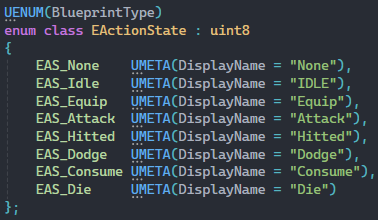 UENUM(BlueprintType)
enum class EActionState : uint8
{
    EAS_None    UMETA(DisplayName = "None"),
    EAS_Idle    UMETA(DisplayName = "IDLE"),
    EAS_Equip   UMETA(DisplayName = "Equip"),
    EAS_Attack  UMETA(DisplayName = "Attack"),
    EAS_Hitted  UMETA(DisplayName = "Hitted"),
    EAS_Dodge   UMETA(DisplayName = "Dodge"),
    EAS_Consume UMETA(DisplayName = "Consume"),
    EAS_Die     UMETA(DisplayName = "Die")
};